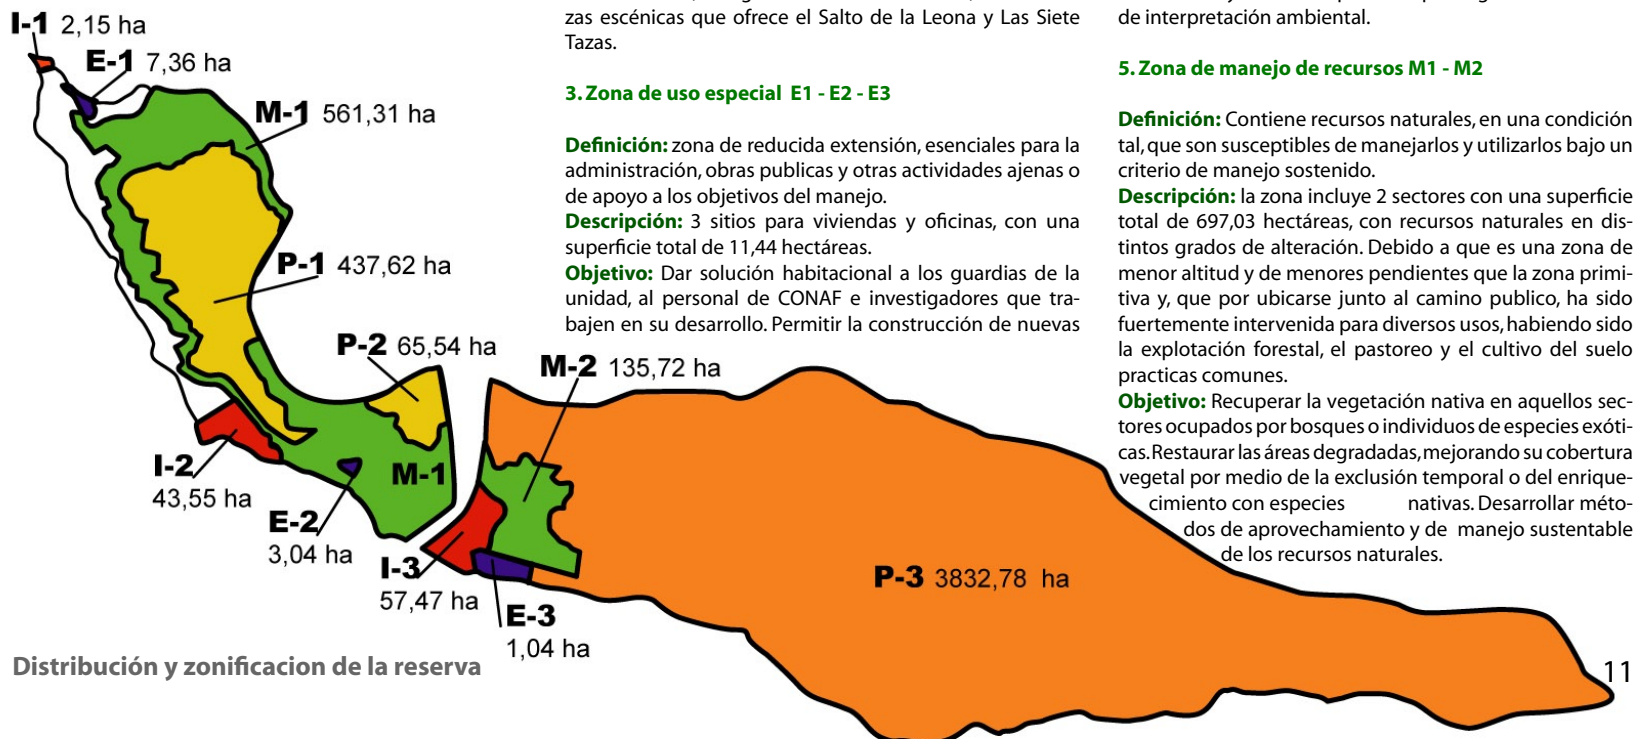 zas escénicas que ofrece el Salto de la Leona y Las Siete
Tazas.
3. Zona de uso especial E1 - E2 - E3
Definición: zona de reducida extensión, esenciales para la
administración, obras publicas y otras actividades ajenas o
de apoyo a los objetivos del manejo.
Descripción: 3 sitios para viviendas y oficinas, con una
superficie total de 11,44 hectáreas.
Objetivo: Dar solución habitacional a los guardias de la
unidad, al personal de CONAF e investigadores que tra-
bajen en su desarrollo. Permitir la construcción de nuevas
de interpretación ambiental.
5. Zona de manejo de recursos M1 - M2
Definición: Contiene recursos naturales, en una condición
tal, que son susceptibles de manejarlos y utilizarlos bajo un
criterio de manejo sostenido.
Descripción: la zona incluye 2 sectores con una superficie
total de 697,03 hectáreas, con recursos naturales en dis-
tintos grados de alteración. Debido a que es una zona de
menor altitud y de menores pendientes que la zona primi-
tiva y, que por ubicarse junto al camino publico, ha sido
fuertemente intervenida para diversos usos, habiendo sido
la explotación forestal, el pastoreo y el cultivo del suelo
practicas comunes.
Objetivo: Recuperar la vegetación nativa en aquellos sec-
tores ocupados por bosques o individuos de especies exóti-
cas. Restaurar las áreas degradadas, mejorando su cobertura
vegetal por medio de la exclusión temporal o del enrique-
cimiento con especies nativas. Desarrollar méto-
dos de aprovechamiento y de manejo sustentable
de los recursos naturales.
I-1 2,15 ha
E-1 7,36 ha
M-1 561,31 ha
P-1 437,62 ha
P-2 65,54 ha
M-2 135,72 ha
I-2
43,55 ha
M-1
E-2
3,04 ha
I-3
57,47 ha
E-3
1,04 ha
P-3 3832,78 ha
Distribución y zonificacion de la reserva
11